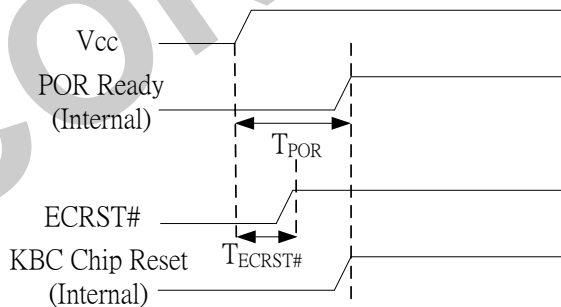 Vcc
POR Ready
(Internal)
TPOR
ECRST#
TECRST#
KBC Chip Reset
(Internal)